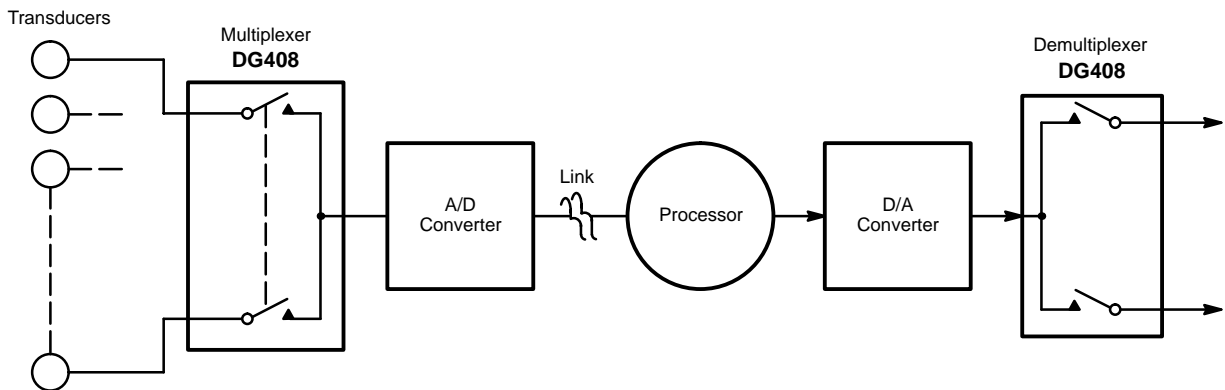 Transducers
Multiplexer
DG408
A/D
Converter
Link
Processor
D/A
Converter
Demultiplexer
DG408